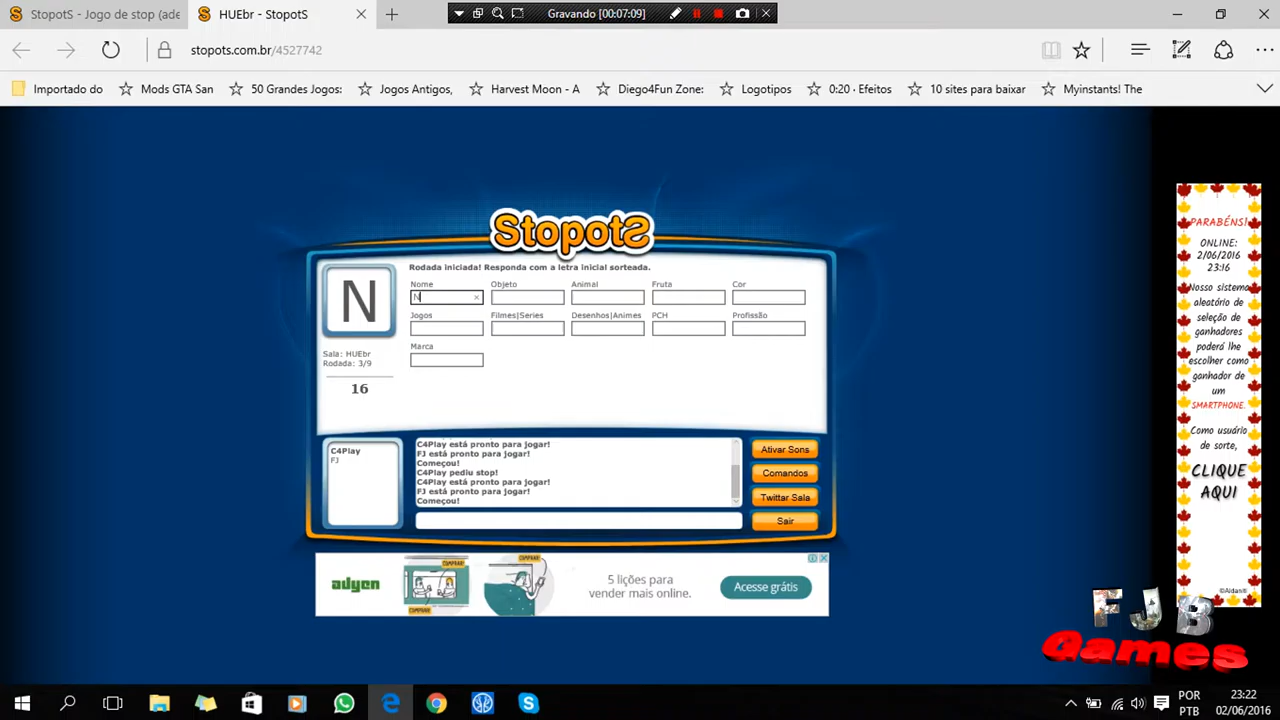 StopotS - Jogo de stop (ade
HUEbr - StopotS
Gravando [00:07:09]
stopots.com.br/4527742
Importado do
Mods GTA San
50 Grandes Jogos:
Jogos Antigos,
Harvest Moon - A
Diego4Fun Zone:
Logotipos
0:20 · Efeitos
10 sites para baixar
Myinstants! The
StopotS
N
Rodada iniciada! Responda com a letra inicial sorteada.
Nome
Objeto
Animal
Fruta
Cor
N
Jogos
Filmes|Series
Desenhos|Animes
PCH
Profissão
Marca
Sala: HUEbr
Rodada: 3/9
16
C4Play
FJ
C4Play está pronto para jogar!
FJ está pronto para jogar!
Começou!
C4Play pediu stop!
C4Play está pronto para jogar!
FJ está pronto para jogar!
Começou!
Ativar Sons
Comandos
Twittar Sala
Sair
adyen
COMPRAR!
COMPRAR!
COMPRAR!
5 lições para
vender mais online.
Acesse grátis
PARABÉNS!
ONLINE:
2/06/2016
23:16
Nosso sistema
aleatório de
seleção de
ganhadores
poderá lhe
escolher como
ganhador de
um
SMARTPHONE.
Como usuário
de sorte,
CLIQUE
AQUI
©Aldan®
FJB
Games
POR
PTB
23:22
02/06/2016